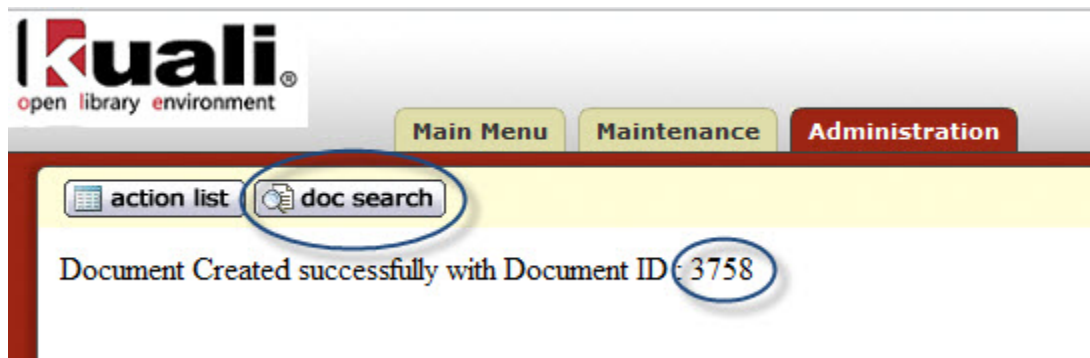 kuali®
open library environment
Main Menu Maintenance Administration
action list doc search
Document Created successfully with Document ID : 3758